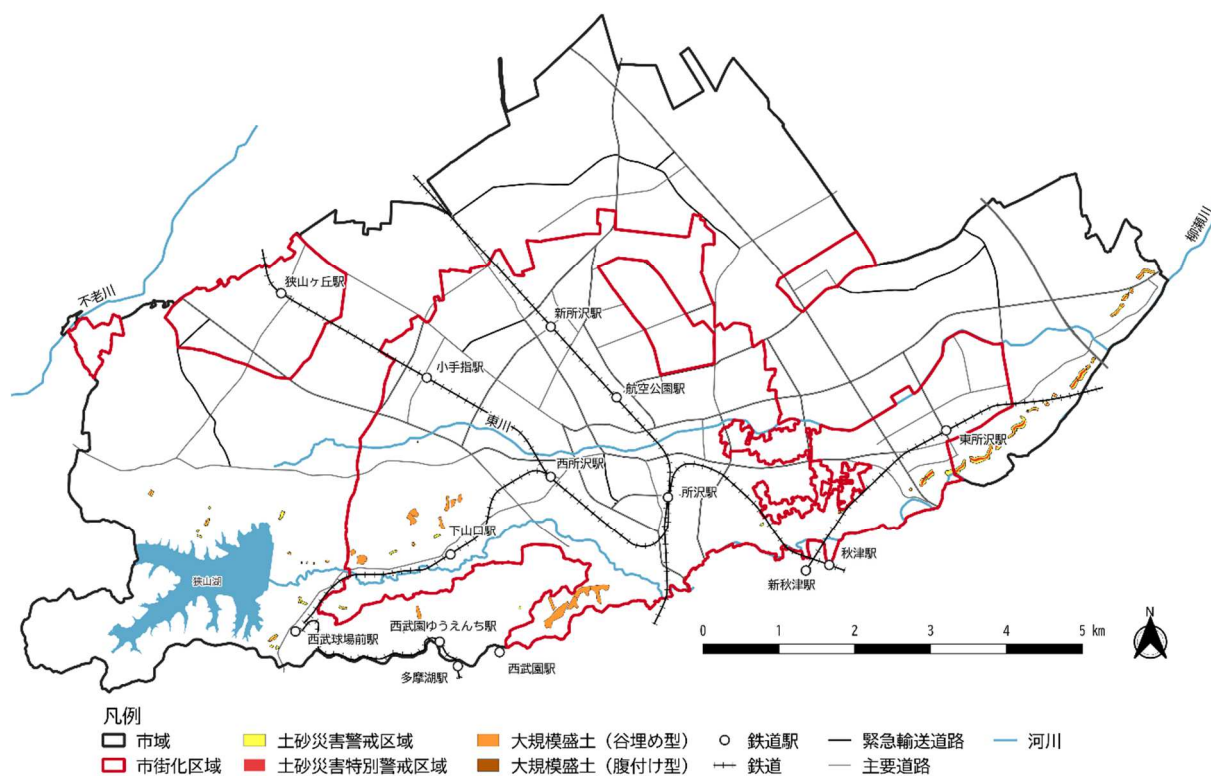 柳瀬川
不老川
狭山ヶ丘駅
新所沢駅
小手指駅
航空公園駅
東川
東所沢駅
西所沢駅
所沢駅
下山口駅
狭山湖
秋津駅
新秋津駅
西武球場前駅
西武園ゆうえんち駅
西武園駅
多摩湖駅
N
0 1 2 3 4 5 km
凡例
市域 土砂災害警戒区域 大規模盛土（谷埋め型） 鉄道駅 緊急輸送道路 河川
市街化区域 土砂災害特別警戒区域 大規模盛土（腹付け型） 鉄道 主要道路